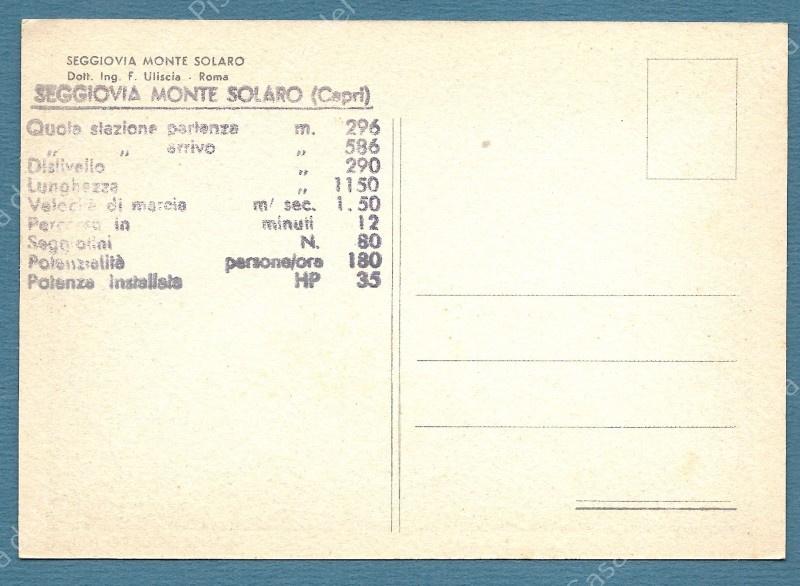 SEGGIOVIA MONTE SOLARO
Dott. Ing. F. Uliscia - Roma
SEGGIOVIA MONTE SOLARO (Capri)
Quota stazione partenza m. 296
„ „ arrivo „ 586
Dislivello „ 290
Lunghezza „ 1150
Velocità di marcia m/ sec. 1.50
Percorso in minuti 12
Seggiolini N. 80
Potenzialità persone/ora 180
Potenza installata HP 35